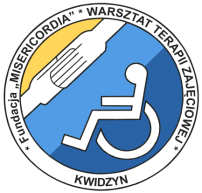 * Fundacja „MISERICORDIA” * WARSZTAT TERAPII ZAJĘCIOWEJ *
KWIDZYN